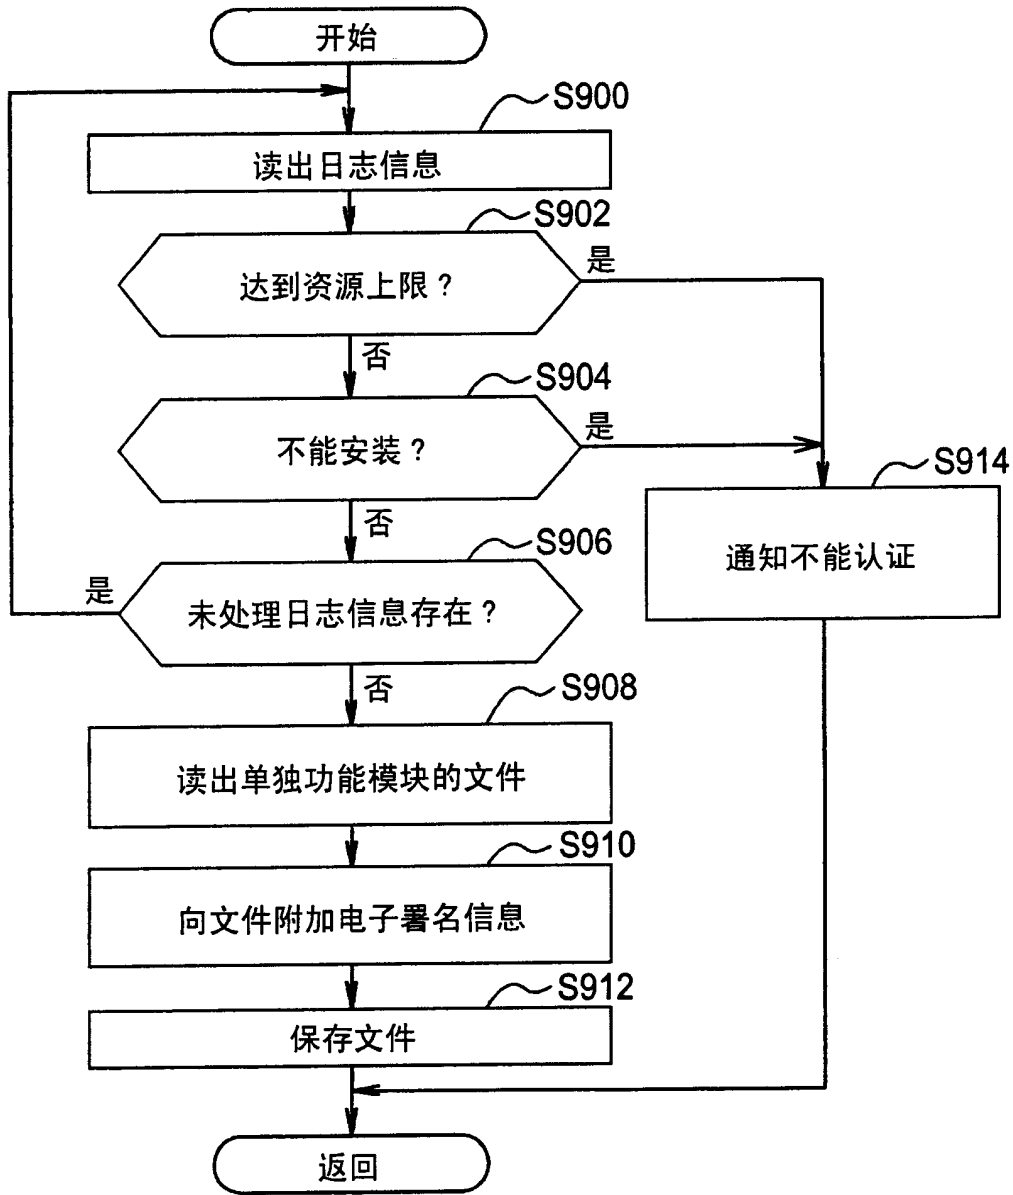 开始
S900
读出日志信息
S902
达到资源上限？
是
否
S904
不能安装？
是
否
S914
通知不能认证
S906
未处理日志信息存在？
是
否
S908
读出单独功能模块的文件
S910
向文件附加电子署名信息
S912
保存文件
返回